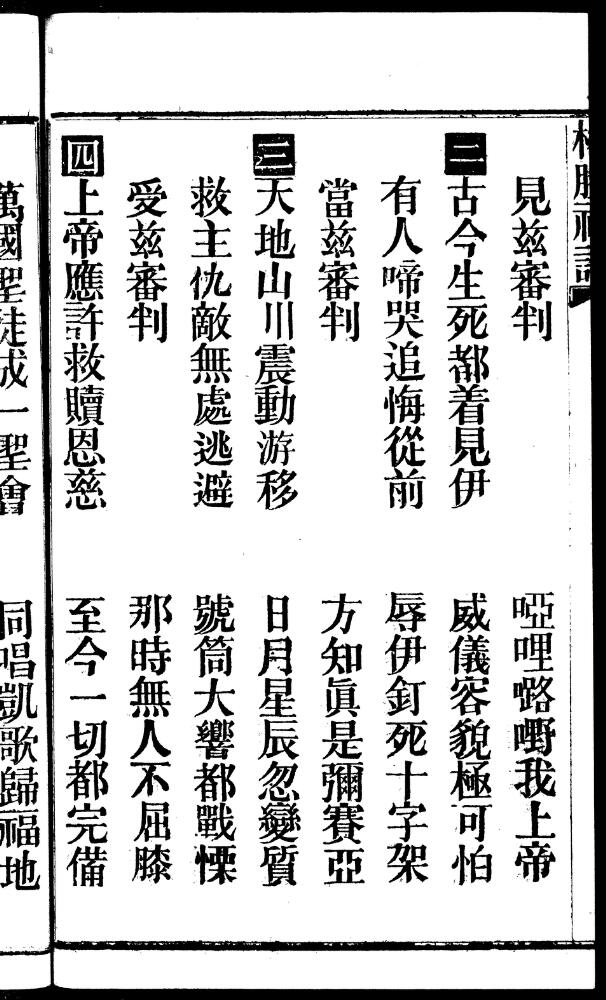 見兹審判 啞哩嚕嘢我上帝
二 古今生死都着見伊 威儀容貌極可怕
有人啼哭追悔從前 辱伊釘死十字架
當兹審判 方知眞是彌賽亞
三 天地山川震動游移 日月星辰忽變質
救主仇敵無處逃避 號筒大響都戰慄
受兹審判 那時無人不屈膝
四 上帝應許救贖恩慈 至今一切都完備
萬國聖徒成一聖會 同唱凱歌歸福地